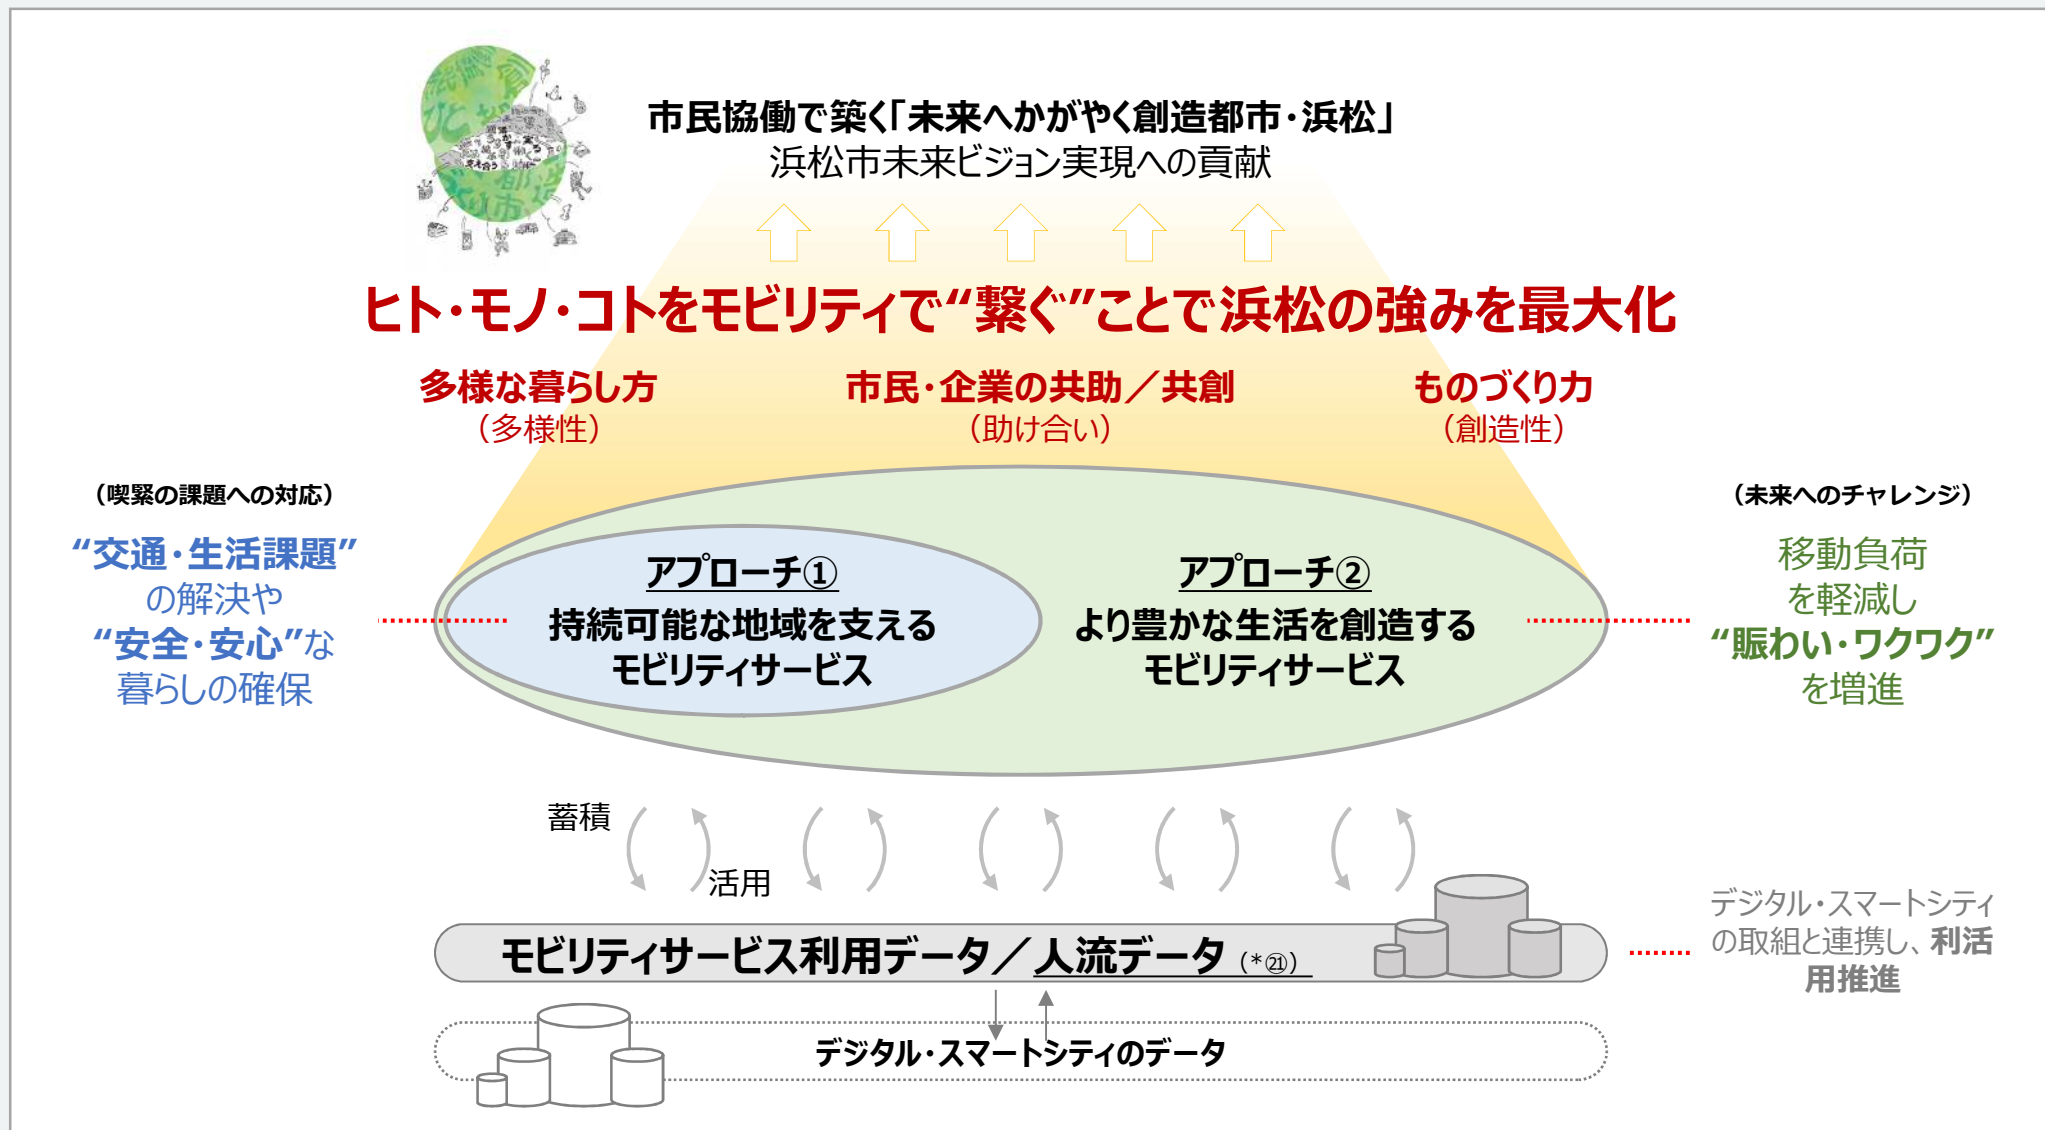 市民協働で築く「未来へかがやく創造都市・浜松」
浜松市未来ビジョン実現への貢献
ヒト・モノ・コトをモビリティで“繋ぐ”ことで浜松の強みを最大化
多様な暮らし方
（多様性）
市民・企業の共助／共創
（助け合い）
ものづくり力
（創造性）
（喫緊の課題への対応）
“交通・生活課題”
の解決や
“安全・安心”な
暮らしの確保
アプローチ①
持続可能な地域を支える
モビリティサービス
アプローチ②
より豊かな生活を創造する
モビリティサービス
（未来へのチャレンジ）
移動負荷
を軽減し
“賑わい・ワクワク”
を増進
蓄積
活用
モビリティサービス利用データ／人流データ（*㉑）
デジタル・スマートシティ
の取組と連携し、利活
用推進
デジタル・スマートシティのデータ